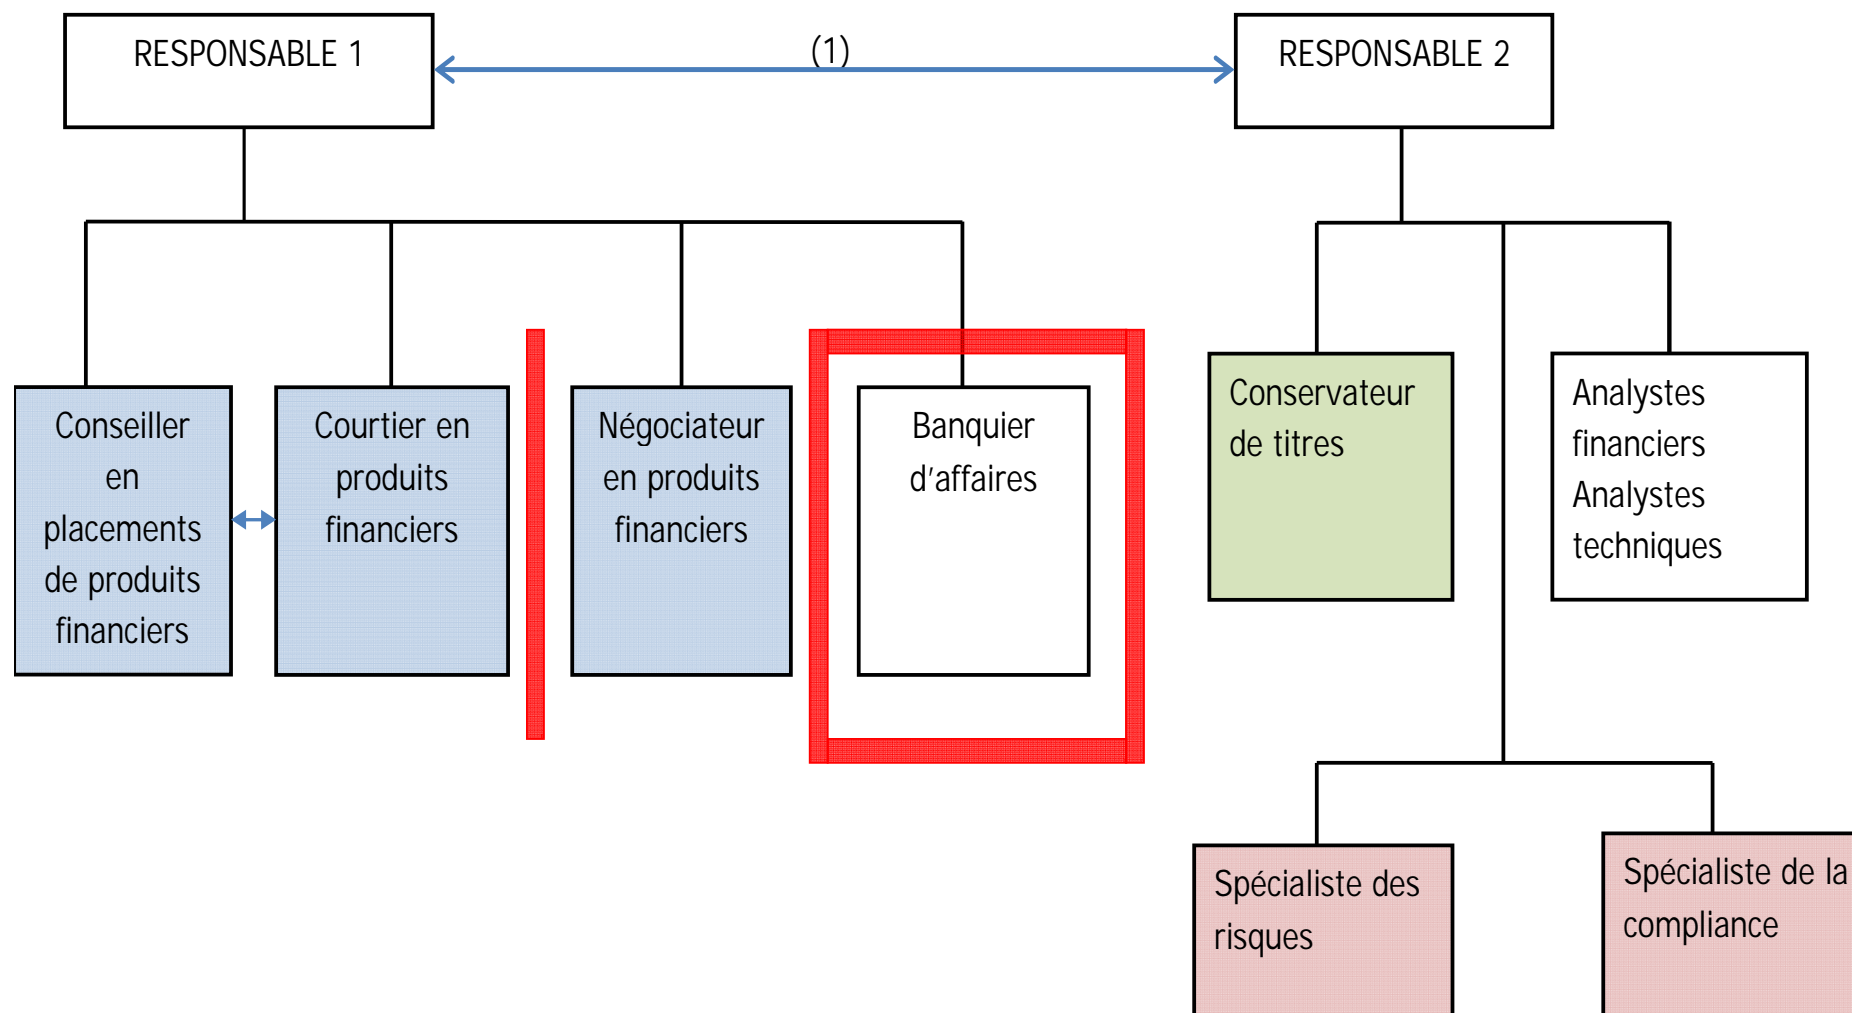 RESPONSABLE 1
(1)
RESPONSABLE 2
Conseiller
en
placements
de produits
financiers
Courtier en
produits
financiers
Négociateur
en produits
financiers
Banquier
d’affaires
Conservateur
de titres
Analystes
financiers
Analystes
techniques
Spécialiste des
risques
Spécialiste de la
compliance